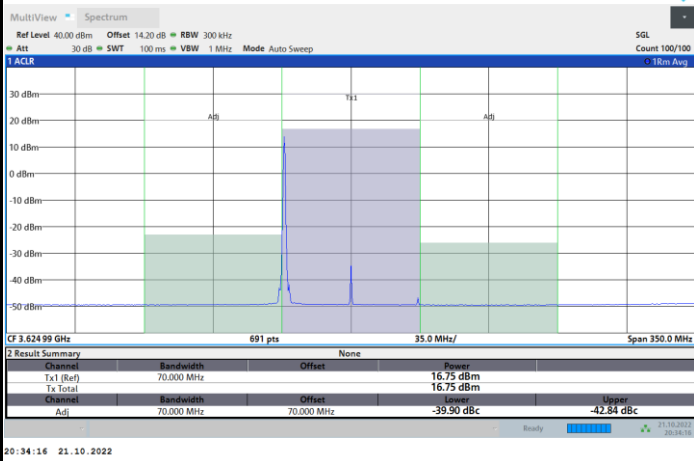 MultiView Spectrum
Ref Level 40.00 dBm Offset 14.20 dB RBW 300 kHz SGL
Att 30 dB SWT 100 ms VBW 1 MHz Mode Auto Sweep Count 100/100
1 ACLR 1Rm Avg
30 dBm
Tx1
20 dBm Adj Adj
10 dBm
0 dBm
-10 dBm
-20 dBm
-30 dBm
-40 dBm
-50 dBm
CF 3.624 99 GHz 691 pts 35.0 MHz/ Span 350.0 MHz
2 Result Summary None
Channel Bandwidth Offset Power
Tx1 (Ref) 70.000 MHz 16.75 dBm
Tx Total 16.75 dBm
Channel Bandwidth Offset Lower Upper
Adj 70.000 MHz 70.000 MHz -39.90 dBc -42.84 dBc
Ready 21.10.2022
20:34:16
20:34:16 21.10.2022